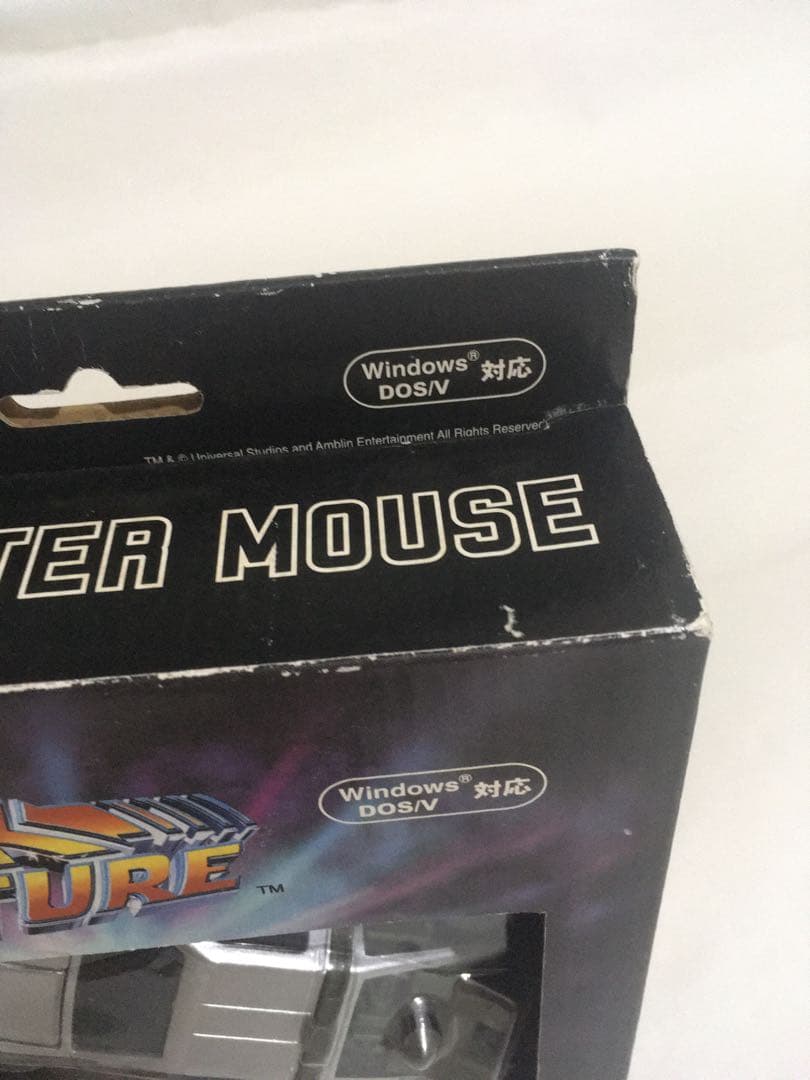 Windows® 対応
DOS/V
TM & © Universal Studios and Amblin Entertainment All Rights Reserved
TER MOUSE
Windows® 対応
DOS/V
TURE ™